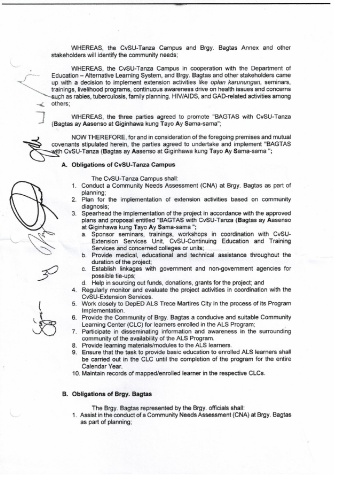 WHEREAS, the CvSU-Tanza Campus and Brgy. Bagtas Annex and other
stakeholders will identify the community needs;
WHEREAS, the CvSU-Tanza Campus in cooperation with the Department of
Education – Alternative Learning System, and Brgy. Bagtas and other stakeholders came
up with a decision to implement extension activities like oplan karunungan, seminars,
trainings, livelihood programs, continuous awareness drive on health issues and concerns
such as rabies, tuberculosis, family planning, HIV/AIDS, and GAD-related activities among
others;
WHEREAS, the three parties agreed to promote "BAGTAS with CvSU-Tanza
(Bagtas ay Aasenso at Giginhawa kung Tayo Ay Sama-sama ";
NOW THEREFORE, for and in consideration of the foregoing premises and mutual
covenants stipulated herein, the parties agreed to undertake and implement "BAGTAS
with CvSU-Tanza (Bagtas ay Aasenso at Giginhawa kung Tayo Ay Sama-sama ";
A. Obligations of CvSU-Tanza Campus
The CvSU-Tanza Campus shall:
1. Conduct a Community Needs Assessment (CNA) at Brgy. Bagtas as part of
planning;
2. Plan for the implementation of extension activities based on community
diagnosis;
3. Spearhead the implementation of the project in accordance with the approved
plans and proposal entitled "BAGTAS with CvSU-Tanza (Bagtas ay Aasenso
at Giginhawa kung Tayo Ay Sama-sama ";
a. Sponsor seminars, trainings, workshops in coordination with CvSU-
Extension Services Unit, CvSU-Continuing Education and Training
Services and concerned colleges or units;
b. Provide medical, educational and technical assistance throughout the
duration of the project;
c. Establish linkages with government and non-government agencies for
possible tie-ups;
d. Help in sourcing out funds, donations, grants for the project; and
4. Regularly monitor and evaluate the project activities in coordination with the
CvSU-Extension Services.
5. Work closely to DepED ALS Trece Martires City in the process of its Program
Implementation.
6. Provide the Community of Brgy. Bagtas a conducive and suitable Community
Learning Center (CLC) for learners enrolled in the ALS Program;
7. Participate in disseminating information and awareness in the surrounding
community of the availability of the ALS Program.
8. Provide learning materials/modules to the ALS learners.
9. Ensure that the task to provide basic education to enrolled ALS learners shall
be carried out in the CLC until the completion of the program for the entire
Calendar Year.
10. Maintain records of mapped/enrolled learner in the respective CLCs.
B. Obligations of Brgy. Bagtas
The Brgy. Bagtas represented by the Brgy. officials shall:
1. Assist in the conduct of a Community Needs Assessment (CNA) at Brgy. Bagtas
as part of planning;